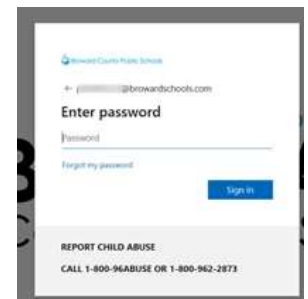 Broward County Public Schools
← j @browardschools.com
Enter password
Password
Forgot my password
Sign in
REPORT CHILD ABUSE
CALL 1-800-96ABUSE OR 1-800-962-2873